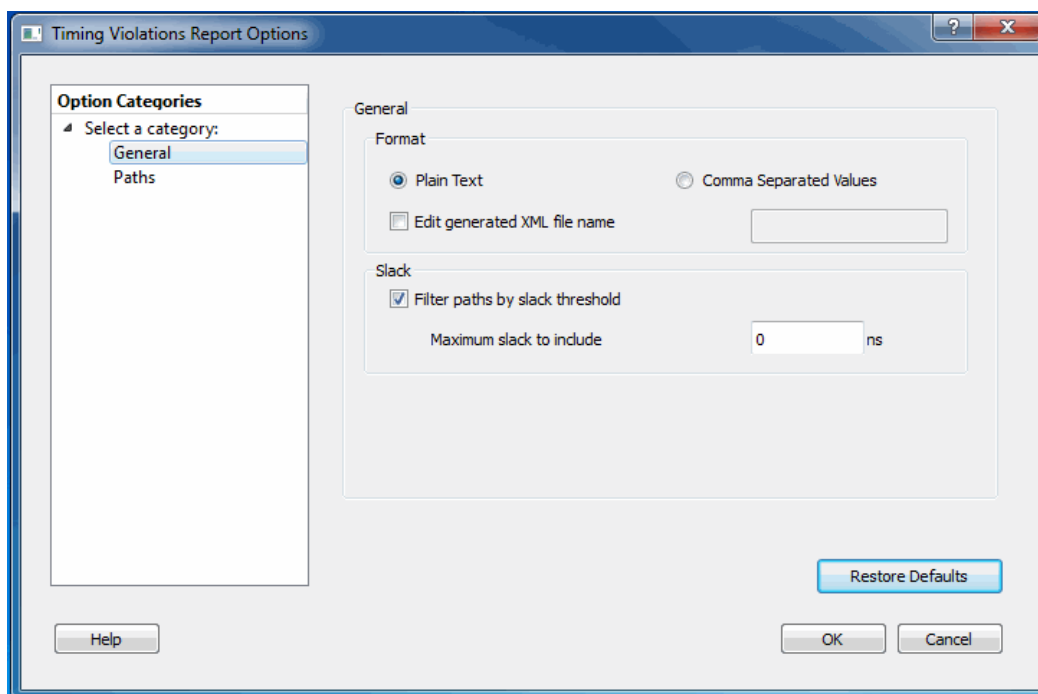 Timing Violations Report Options
?
Option Categories
Select a category:
General
Paths
General
Format
Plain Text
Comma Separated Values
Edit generated XML file name
Slack
Filter paths by slack threshold
Maximum slack to include 0 ns
Restore Defaults
Help OK Cancel